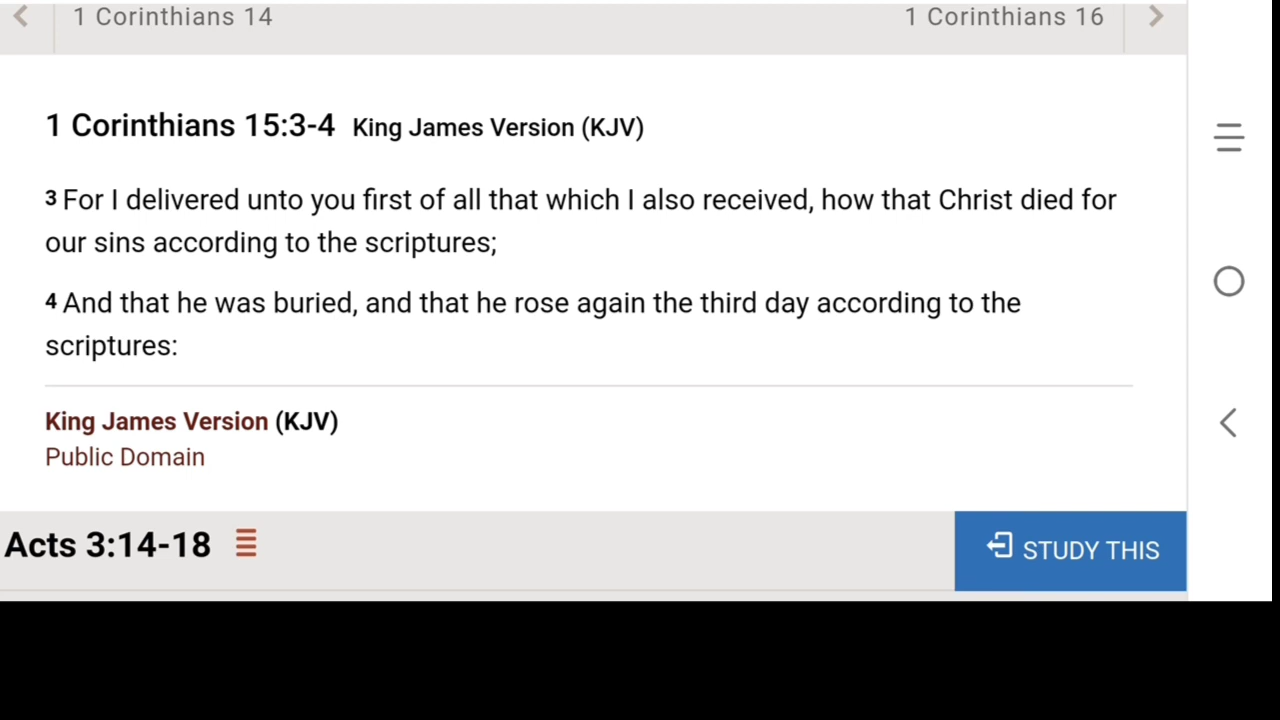 1 Corinthians 14
1 Corinthians 16
1 Corinthians 15:3-4 King James Version (KJV)
3 For I delivered unto you first of all that which I also received, how that Christ died for
our sins according to the scriptures;
4 And that he was buried, and that he rose again the third day according to the
scriptures:
King James Version (KJV)
Public Domain
Acts 3:14-18
STUDY THIS